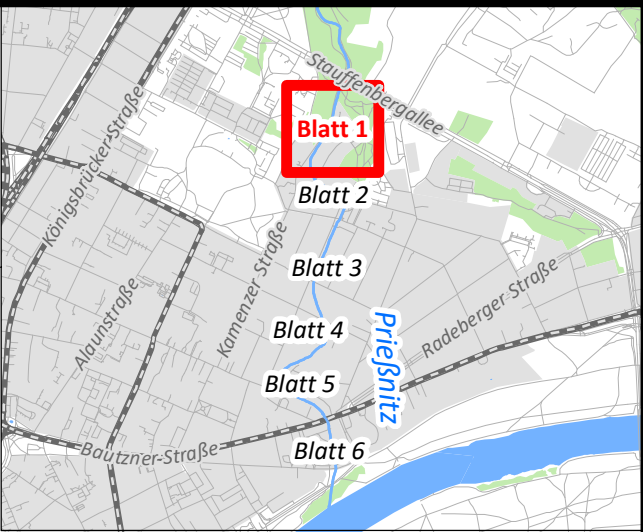 Stauffenbergallee
Blatt 1
Königsbrücker-Straße
Blatt 2
Kamenzer-Straße
Blatt 3
Alaunstraße
Radeberger-Straße
Blatt 4
Prießnitz
Blatt 5
Bautzner-Straße
Blatt 6